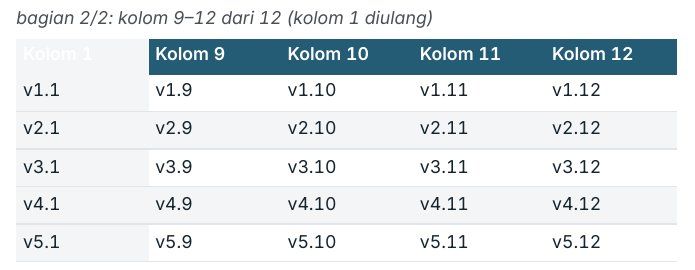 bagian 2/2: kolom 9–12 dari 12 (kolom 1 diulang)
Kolom 1 Kolom 9 Kolom 10 Kolom 11 Kolom 12
v1.1 v1.9 v1.10 v1.11 v1.12
v2.1 v2.9 v2.10 v2.11 v2.12
v3.1 v3.9 v3.10 v3.11 v3.12
v4.1 v4.9 v4.10 v4.11 v4.12
v5.1 v5.9 v5.10 v5.11 v5.12